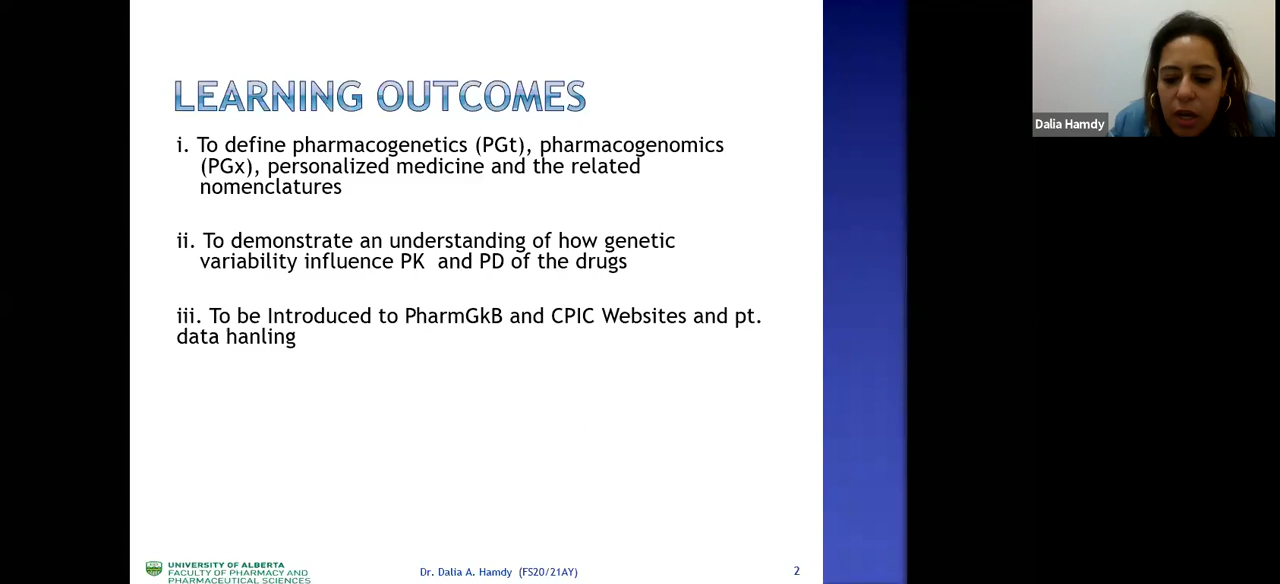 LEARNING OUTCOMES
i. To define pharmacogenetics (PGt), pharmacogenomics
(PGx), personalized medicine and the related
nomenclatures
ii. To demonstrate an understanding of how genetic
variability influence PK and PD of the drugs
iii. To be Introduced to PharmGkB and CPIC Websites and pt.
data hanling
UNIVERSITY OF ALBERTA
FACULTY OF PHARMACY AND
PHARMACEUTICAL SCIENCES
Dr. Dalia A. Hamdy (FS20/21AY)
2
Dalia Hamdy